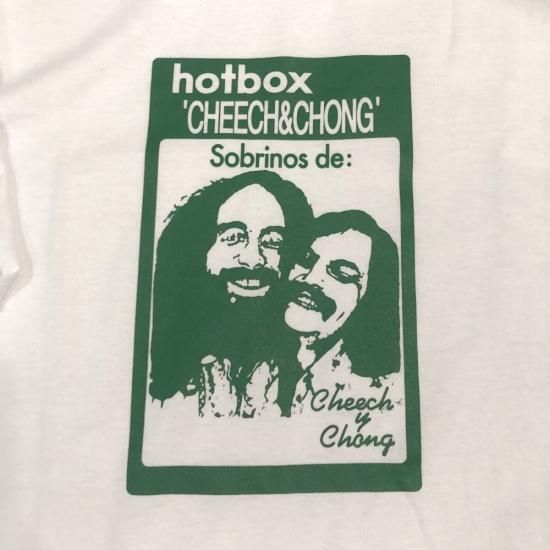 hotbox
'CHEECH&CHONG'
Sobrinos de:
Cheech
y
Chong